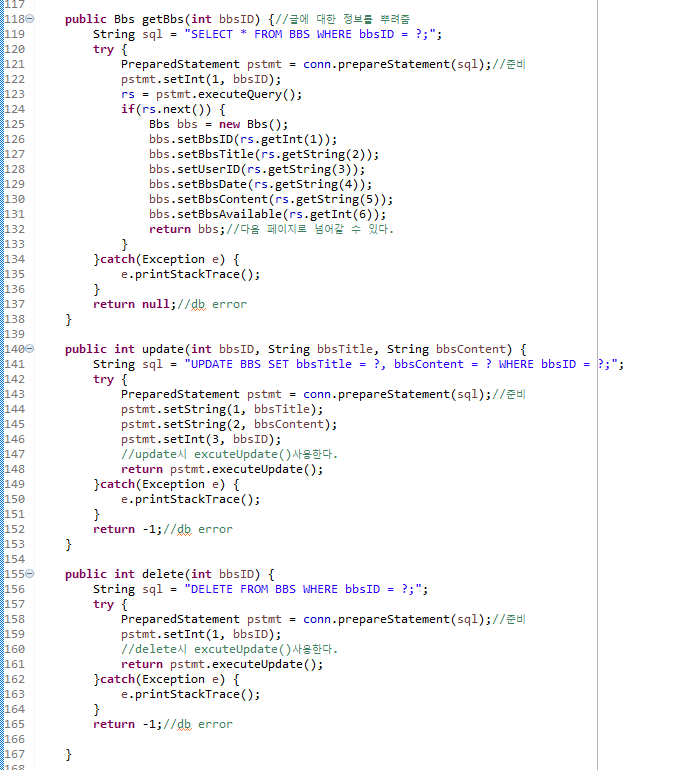 117
118 public Bbs getBbs(int bbsID) {//글에 대한 정보를 뿌려줌
119 String sql = "SELECT * FROM BBS WHERE bbsID = ?;";
120 try {
121 PreparedStatement pstmt = conn.prepareStatement(sql);//준비
122 pstmt.setInt(1, bbsID);
123 rs = pstmt.executeQuery();
124 if(rs.next()) {
125 Bbs bbs = new Bbs();
126 bbs.setBbsID(rs.getInt(1));
127 bbs.setBbsTitle(rs.getString(2));
128 bbs.setUserID(rs.getString(3));
129 bbs.setBbsDate(rs.getString(4));
130 bbs.setBbsContent(rs.getString(5));
131 bbs.setBbsAvailable(rs.getInt(6));
132 return bbs;//다음 페이지로 넘어갈 수 있다.
133 }
134 }catch(Exception e) {
135 e.printStackTrace();
136 }
137 return null;//db error
138 }
139
140 public int update(int bbsID, String bbsTitle, String bbsContent) {
141 String sql = "UPDATE BBS SET bbsTitle = ?, bbsContent = ? WHERE bbsID = ?;";
142 try {
143 PreparedStatement pstmt = conn.prepareStatement(sql);//준비
144 pstmt.setString(1, bbsTitle);
145 pstmt.setString(2, bbsContent);
146 pstmt.setInt(3, bbsID);
147 //update시 excuteUpdate()사용한다.
148 return pstmt.executeUpdate();
149 }catch(Exception e) {
150 e.printStackTrace();
151 }
152 return -1;//db error
153 }
154
155 public int delete(int bbsID) {
156 String sql = "DELETE FROM BBS WHERE bbsID = ?;";
157 try {
158 PreparedStatement pstmt = conn.prepareStatement(sql);//준비
159 pstmt.setInt(1, bbsID);
160 //delete시 excuteUpdate()사용한다.
161 return pstmt.executeUpdate();
162 }catch(Exception e) {
163 e.printStackTrace();
164 }
165 return -1;//db error
166
167 }
168